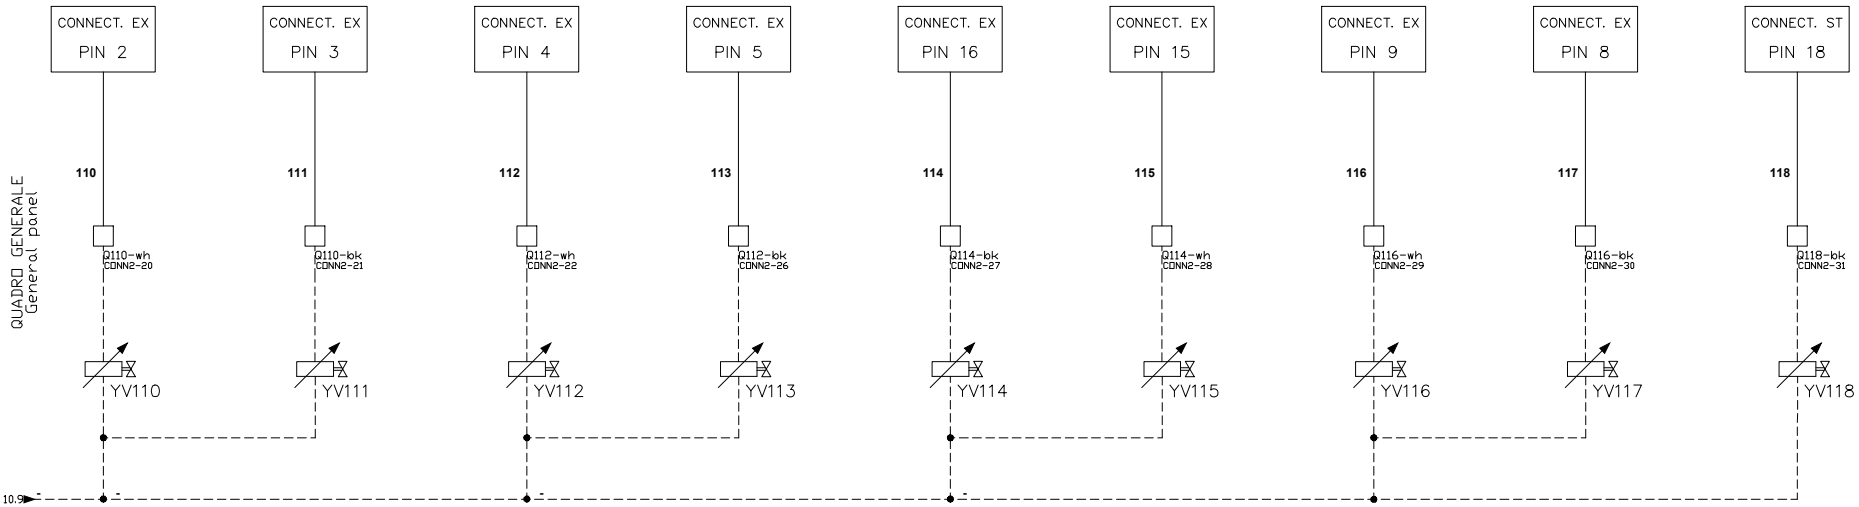 CONNECT. EX
PIN 2
CONNECT. EX
PIN 3
CONNECT. EX
PIN 4
CONNECT. EX
PIN 5
CONNECT. EX
PIN 16
CONNECT. EX
PIN 15
CONNECT. EX
PIN 9
CONNECT. EX
PIN 8
CONNECT. ST
PIN 18
110
111
112
113
114
115
116
117
118
QUADRO GENERALE
General panel
Q110-wh
CONN2-20
Q110-bk
CONN2-21
Q112-wh
CONN2-22
Q112-bk
CONN2-26
Q114-bk
CONN2-27
Q114-wh
CONN2-28
Q116-wh
CONN2-29
Q116-bk
CONN2-30
Q118-bk
CONN2-31
YV110
YV111
YV112
YV113
YV114
YV115
YV116
YV117
YV118
10.9
-
-
-
-